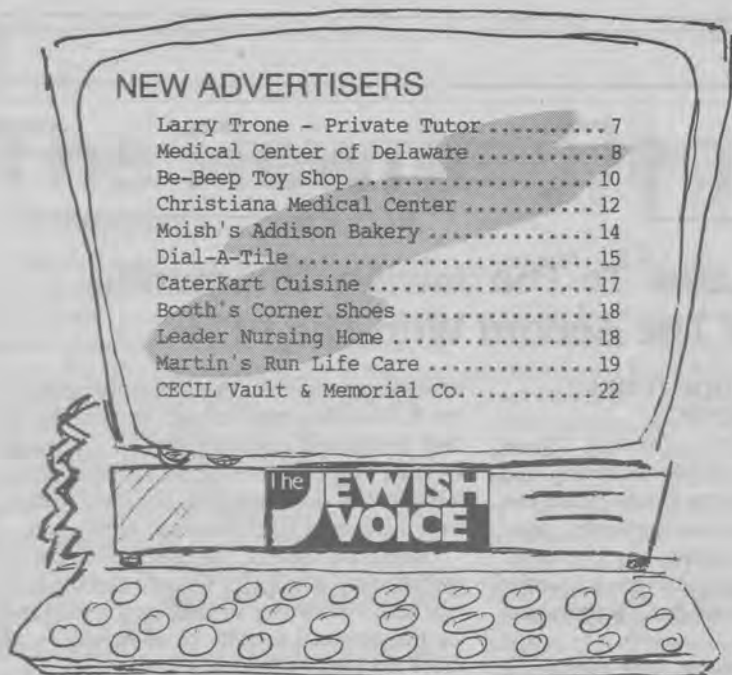 NEW ADVERTISERS
Larry Trone - Private Tutor ............ 7
Medical Center of Delaware ........... 8
Be-Beep Toy Shop ..................... 10
Christiana Medical Center ............ 12
Moish's Addison Bakery ............... 14
Dial-A-Tile .......................... 15
CaterKart Cuisine .................... 17
Booth's Corner Shoes ................. 18
Leader Nursing Home .................. 18
Martin's Run Life Care ............... 19
CECIL Vault & Memorial Co. .......... 22
The JEWISH
VOICE